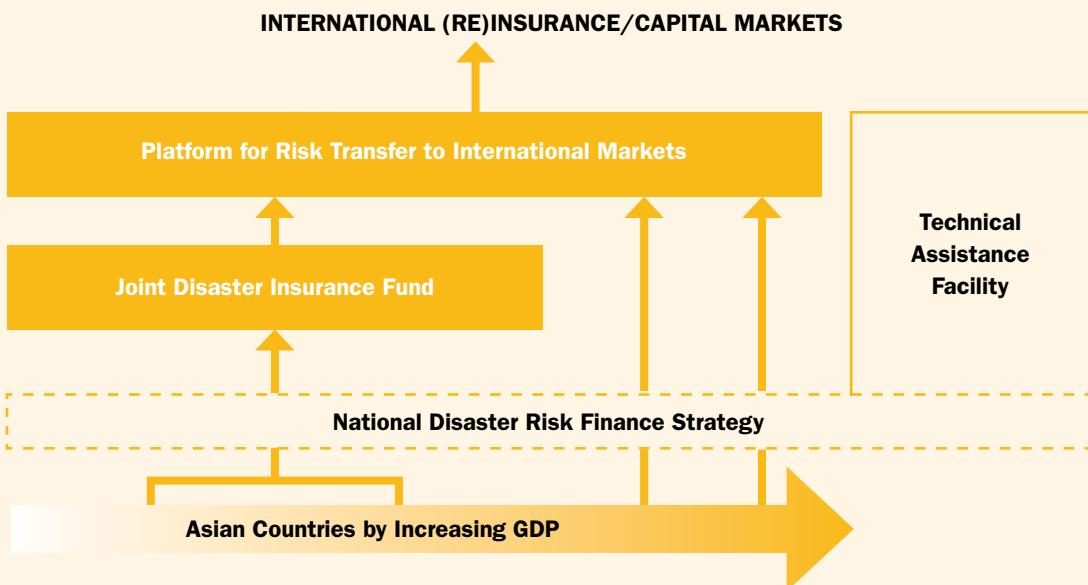 INTERNATIONAL (RE)INSURANCE/CAPITAL MARKETS
Platform for Risk Transfer to International Markets
Joint Disaster Insurance Fund
Technical
Assistance
Facility
National Disaster Risk Finance Strategy
Asian Countries by Increasing GDP